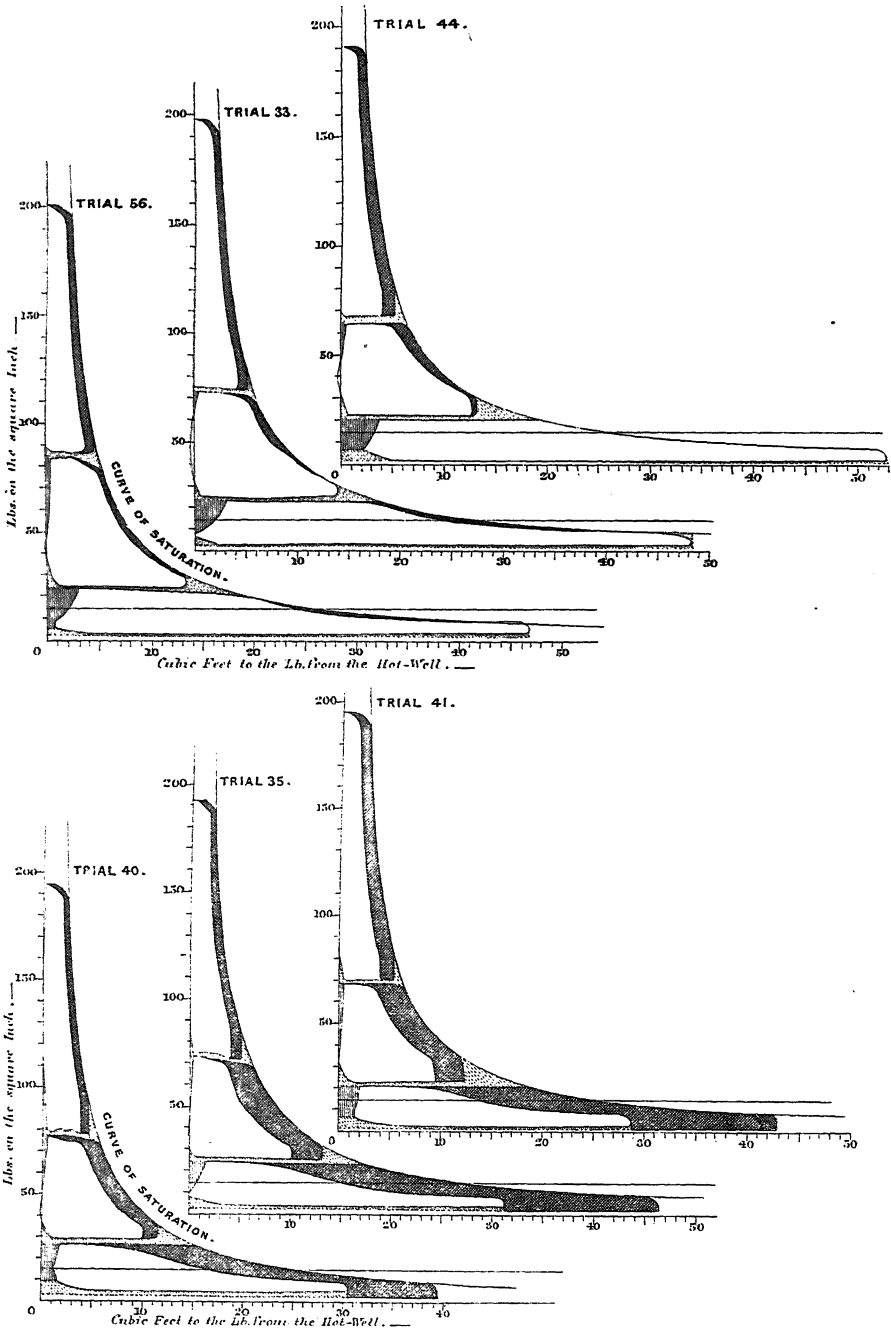 TRIAL 44.
200
150
100
50
0 10 20 30 40 50 53
TRIAL 33.
200
150
100
50
10 20 30 40 50
TRIAL 56.
200
150
100
50
0 10 20 30 40 50
CURVE OF SATURATION.
Lbs. on the square Inch.
Cubic Feet to the Lb. from the Hot-Well.
TRIAL 41.
200
150
100
50
0 10 20 30 40 50
TRIAL 35.
200
150
100
50
10 20 30 40 50
TRIAL 40.
200
150
100
50
0 10 20 30 40
CURVE OF SATURATION.
Lbs. on the square Inch.
Cubic Feet to the Lb. from the Hot-Well.